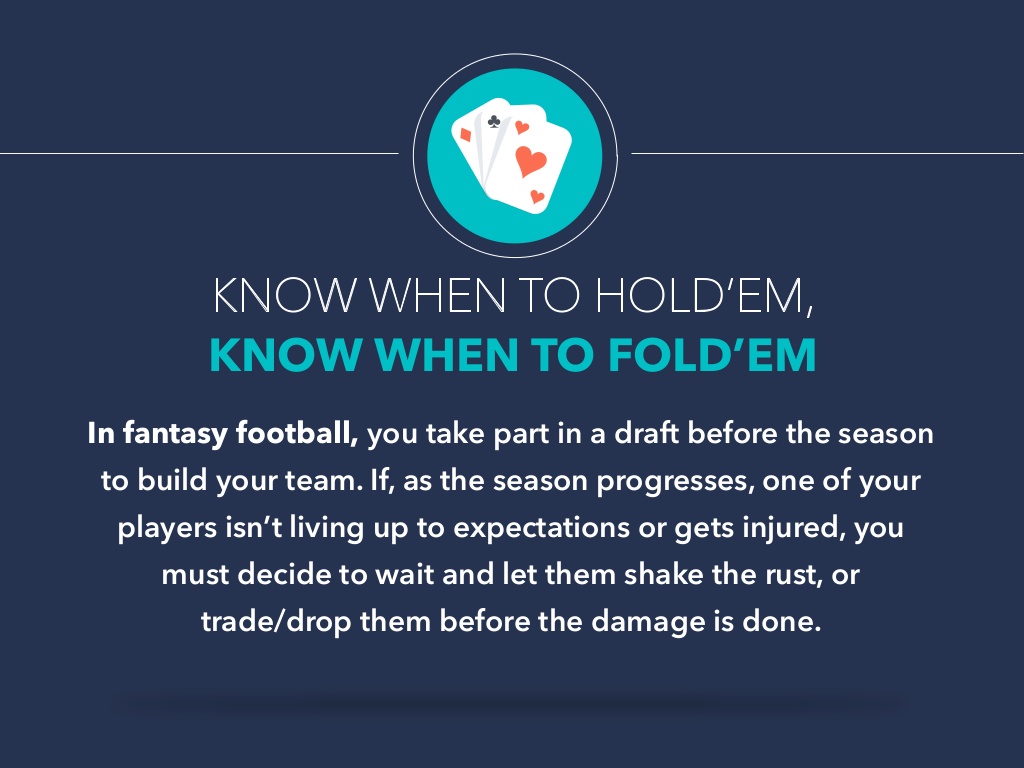 KNOW WHEN TO HOLD’EM,
KNOW WHEN TO FOLD’EM
In fantasy football, you take part in a draft before the season
to build your team. If, as the season progresses, one of your
players isn’t living up to expectations or gets injured, you
must decide to wait and let them shake the rust, or
trade/drop them before the damage is done.